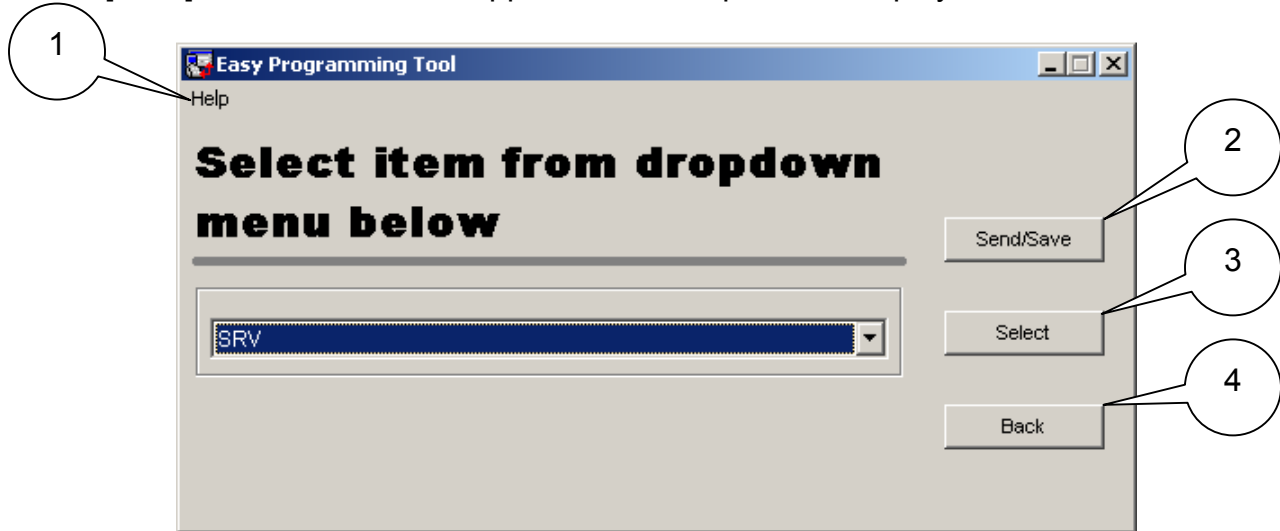 1
Easy Programming Tool
Help
Select item from dropdown
menu below
2
Send/Save
3
SRV
Select
4
Back